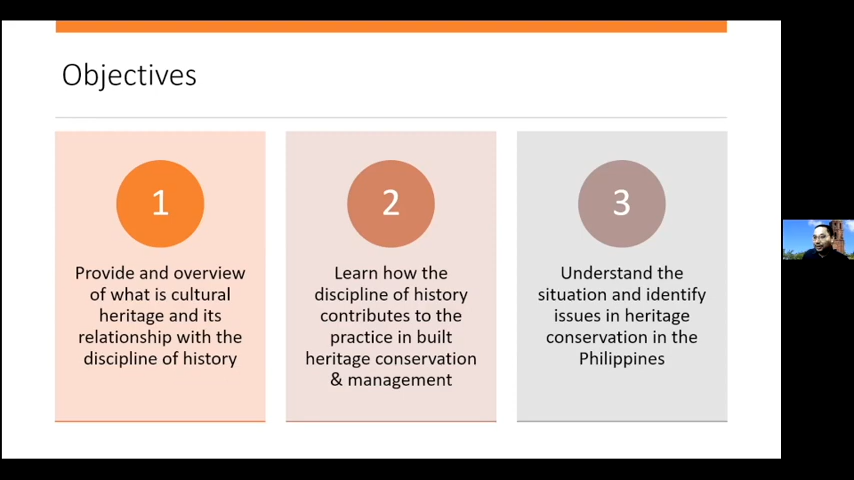 Objectives
1
Provide and overview
of what is cultural
heritage and its
relationship with the
discipline of history
2
Learn how the
discipline of history
contributes to the
practice in built
heritage conservation
& management
3
Understand the
situation and identify
issues in heritage
conservation in the
Philippines